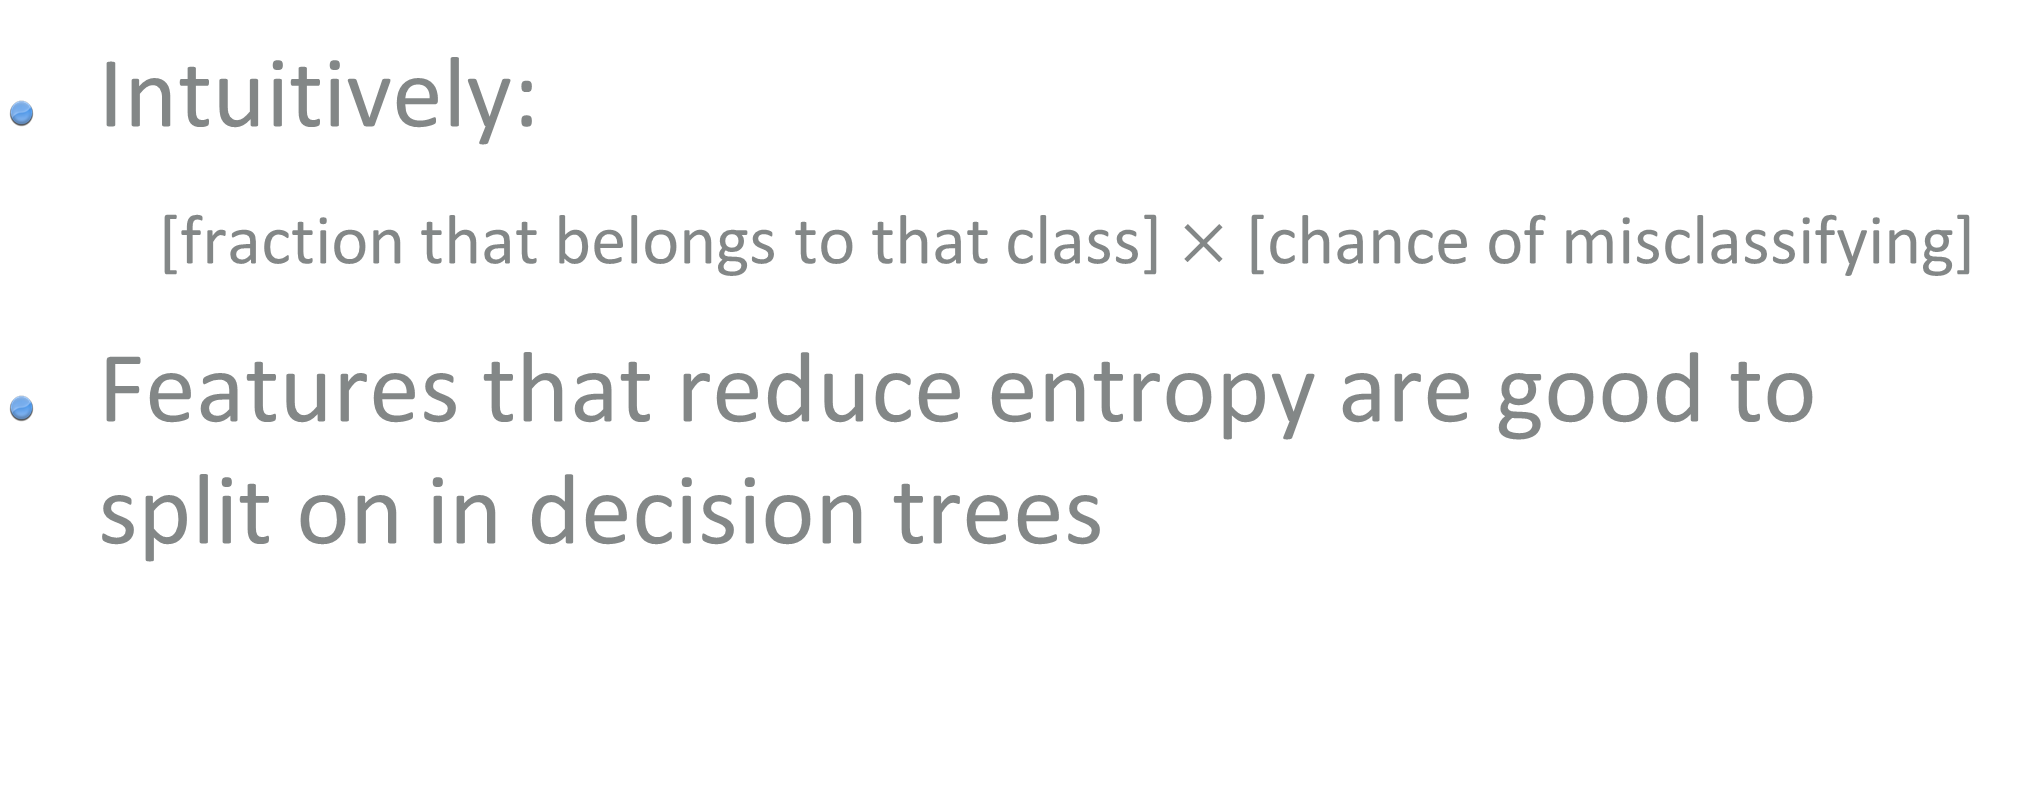 • Intuitively:
[fraction that belongs to that class] × [chance of misclassifying]
• Features that reduce entropy are good to
split on in decision trees